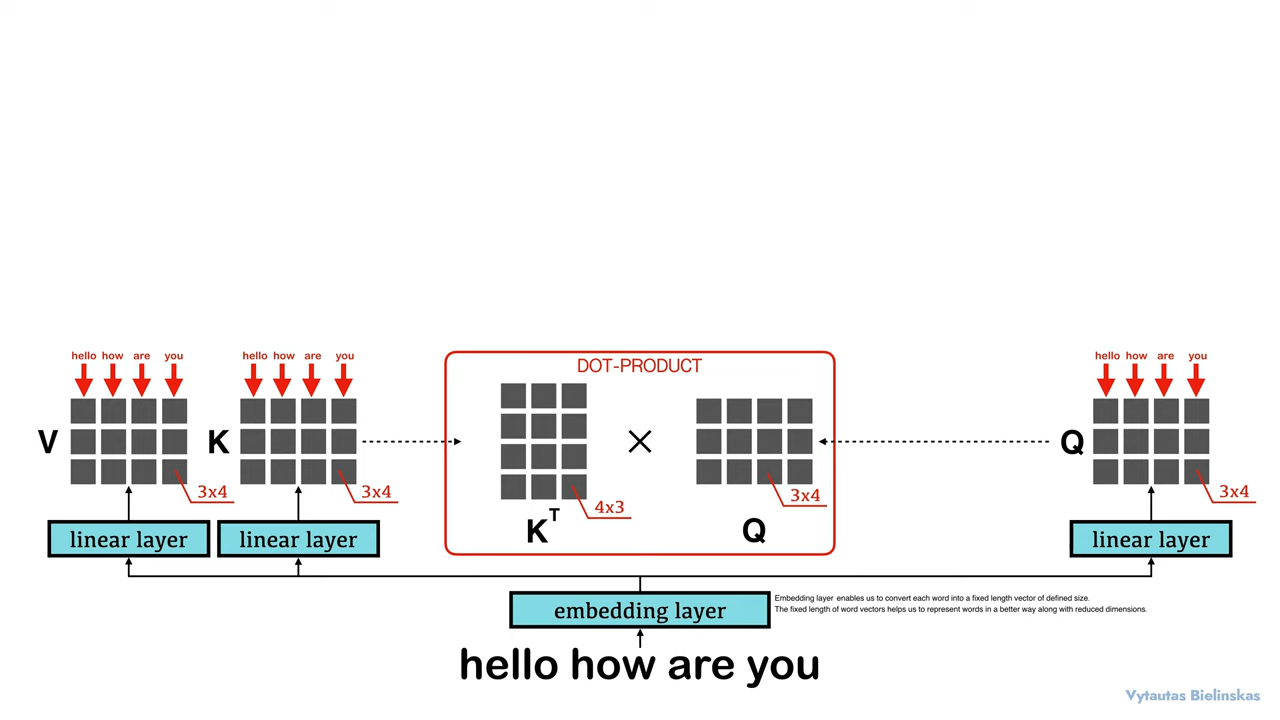 hello how are you
hello how are you
hello how are you
DOT-PRODUCT
V
K
Q
3x4
3x4
4x3
3x4
3x4
K^T
Q
linear layer
linear layer
linear layer
embedding layer
Embedding layer enables us to convert each word into a fixed length vector of defined size.
The fixed length of word vectors helps us to represent words in a better way along with reduced dimensions.
hello how are you
Vytautas Bielinskas